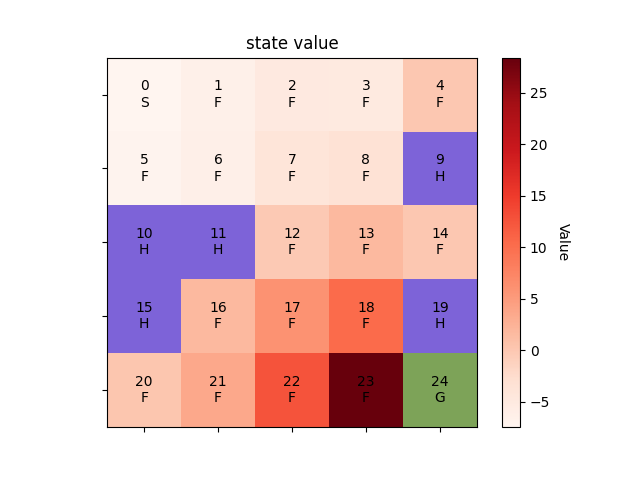 state value
0 1 2 3 4
S F F F F
5 6 7 8 9
F F F F H
10 11 12 13 14
H H F F F
15 16 17 18 19
H F F F H
20 21 22 23 24
F F F F G
25
20
15
10
5
0
−5
Value